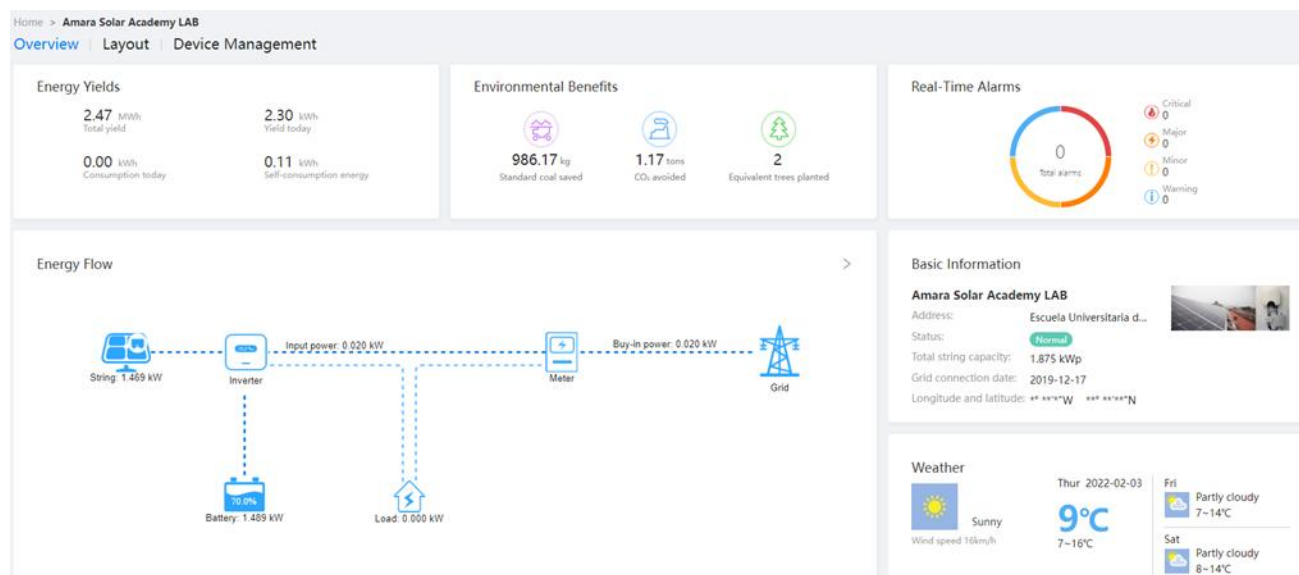 Home > Amara Solar Academy LAB
Overview | Layout | Device Management
Energy Yields
2.47 MWh
Total yield
2.30 kWh
Yield today
0.00 kWh
Consumption today
0.11 kWh
Self-consumption energy
Environmental Benefits
986.17 kg
Standard coal saved
1.17 tons
CO₂ avoided
2
Equivalent trees planted
Real-Time Alarms
0
Total alarms
Critical
0
Major
0
Minor
0
Warning
0
Energy Flow >
String: 1.469 kW
Inverter
Input power: 0.020 kW
Meter
Buy-in power: 0.020 kW
Grid
70.0%
Battery: 1.489 kW
Load: 0.000 kW
Basic Information
Amara Solar Academy LAB
Address: Escuela Universitaria d...
Status: Normal
Total string capacity: 1.875 kWp
Grid connection date: 2019-12-17
Longitude and latitude: *° **'*"W **° **'**"N
Weather
Sunny
Wind speed 16km/h
Thur 2022-02-03
9°C
7~16°C
Fri
Partly cloudy
7~14°C
Sat
Partly cloudy
8~14°C